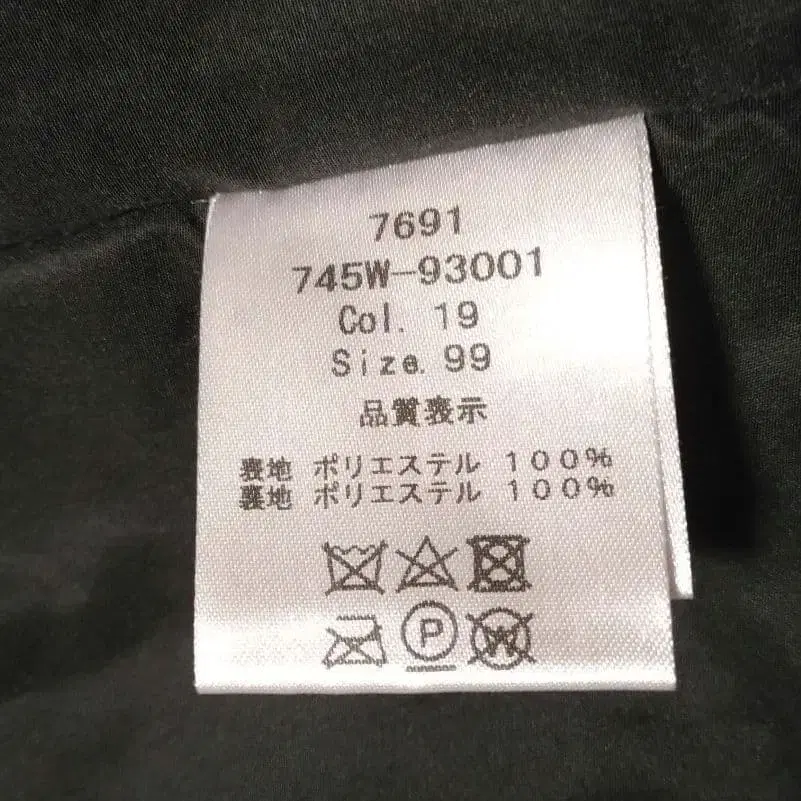 7691
745W-93001
Col. 19
Size. 99
品質表示
表地 ポリエステル 100%
裏地 ポリエステル 100%
P
W